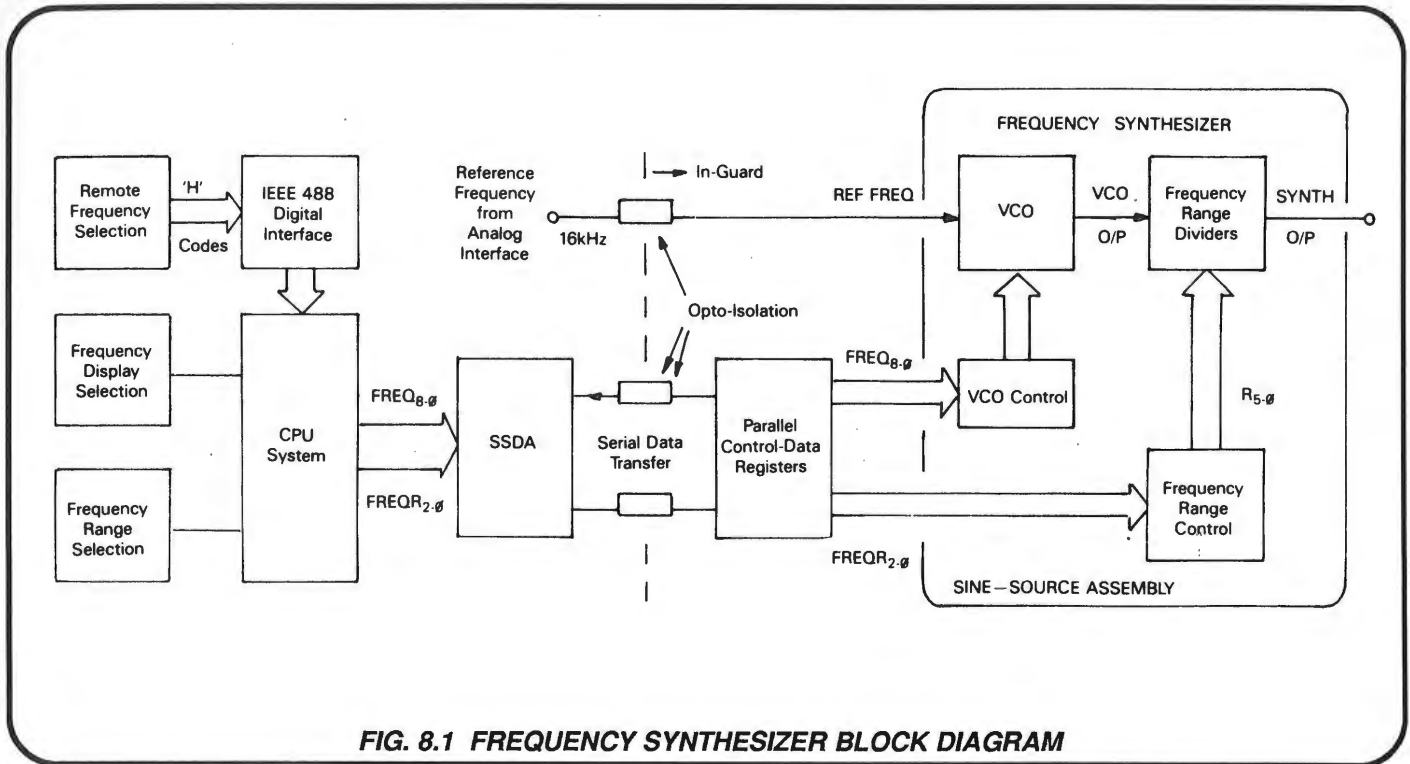 FREQUENCY SYNTHESIZER
Remote
Frequency
Selection
'H'
Codes
IEEE 488
Digital
Interface
Reference
Frequency
from
Analog
Interface
16kHz
In-Guard
REF FREQ
VCO
VCO
O/P
Frequency
Range
Dividers
SYNTH
O/P
Opto-Isolation
Frequency
Display
Selection
Frequency
Range
Selection
CPU
System
FREQ8-ø
FREQR2-ø
SSDA
Serial Data
Transfer
Parallel
Control-Data
Registers
FREQ8-ø
FREQR2-ø
VCO Control
R5-ø
Frequency
Range
Control
SINE–SOURCE ASSEMBLY
FIG. 8.1 FREQUENCY SYNTHESIZER BLOCK DIAGRAM